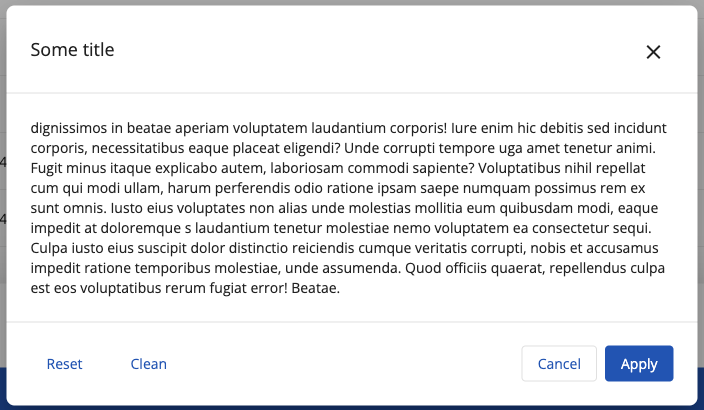 Some title
dignissimos in beatae aperiam voluptatem laudantium corporis! Iure enim hic debitis sed incidunt
corporis, necessitatibus eaque placeat eligendi? Unde corrupti tempore uga amet tenetur animi.
Fugit minus itaque explicabo autem, laboriosam commodi sapiente? Voluptatibus nihil repellat
cum qui modi ullam, harum perferendis odio ratione ipsam saepe numquam possimus rem ex
sunt omnis. Iusto eius voluptates non alias unde molestias mollitia eum quibusdam modi, eaque
impedit at doloremque s laudantium tenetur molestiae nemo voluptatem ea consectetur sequi.
Culpa iusto eius suscipit dolor distinctio reiciendis cumque veritatis corrupti, nobis et accusamus
impedit ratione temporibus molestiae, unde assumenda. Quod officiis quaerat, repellendus culpa
est eos voluptatibus rerum fugiat error! Beatae.
4
4
Reset Clean Cancel Apply